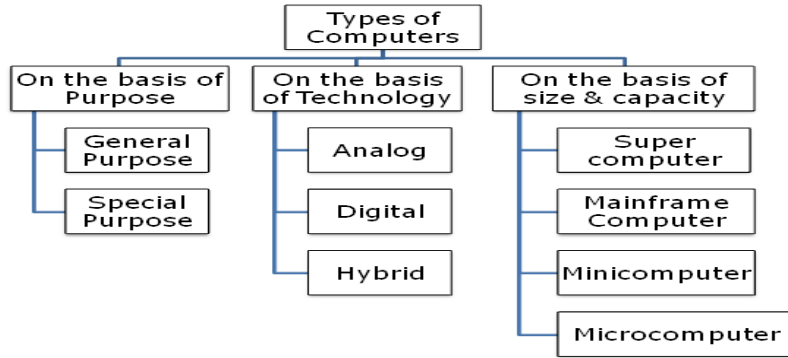 Types of
Computers
On the basis of
Purpose
General
Purpose
Special
Purpose
On the basis
of Technology
Analog
Digital
Hybrid
On the basis of
size & capacity
Super
computer
Mainframe
Computer
Minicomputer
Microcomputer